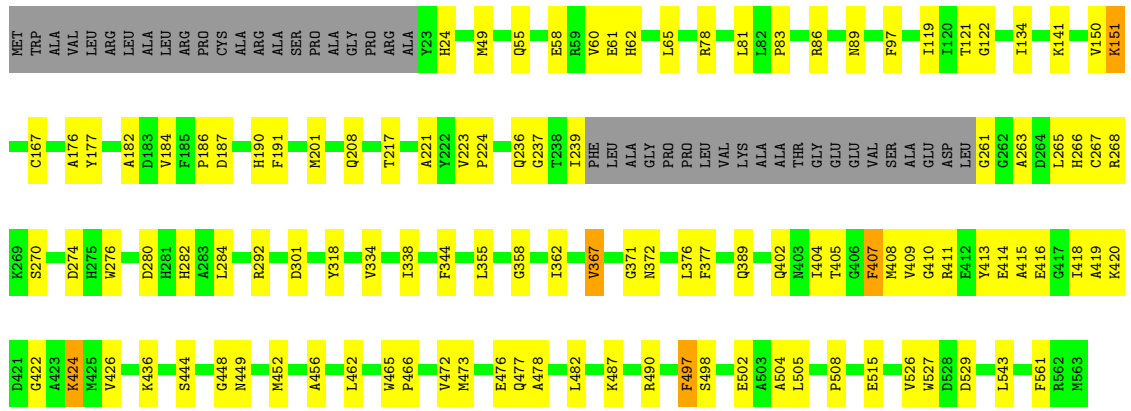 MET TRP ALA VAL LEU ARG LEU ALA LEU ARG PRO CYS ALA ARG ALA SER PRO ALA GLY PRO ARG ALA Y23 H24 M49 Q55 E58 R59 V60 E61 H62 L65 R78 L81 L82 P83 R86 N89 F97 I119 I120 T121 G122 I134 K141 V150 K151
C167 A176 Y177 A182 D183 V184 F185 P186 D187 H190 F191 M201 Q208 T217 A221 Y222 V223 P224 Q236 G237 T238 I239 PHE LEU ALA GLY PRO PRO LEU VAL LYS ALA ALA THR GLY GLU GLU VAL SER ALA GLU ASP LEU G261 G262 A263 D264 L265 H266 C267 R268
K269 S270 D274 H275 W276 D280 H281 H282 A283 L284 R292 D301 Y318 V334 I338 F344 L355 G358 I362 V367 G371 N372 L376 F377 Q389 Q402 N403 I404 T405 G406 F407 M408 V409 G410 R411 E412 Y413 E414 A415 E416 G417 I418 A419 K420
D421 G422 A423 K424 M425 V426 K436 S444 G448 N449 M452 A456 L462 W465 P466 V472 M473 E476 Q477 A478 L482 K487 R490 F497 S498 E502 A503 A504 L505 P508 E515 V526 W527 D528 D529 L543 F561 R562 M563